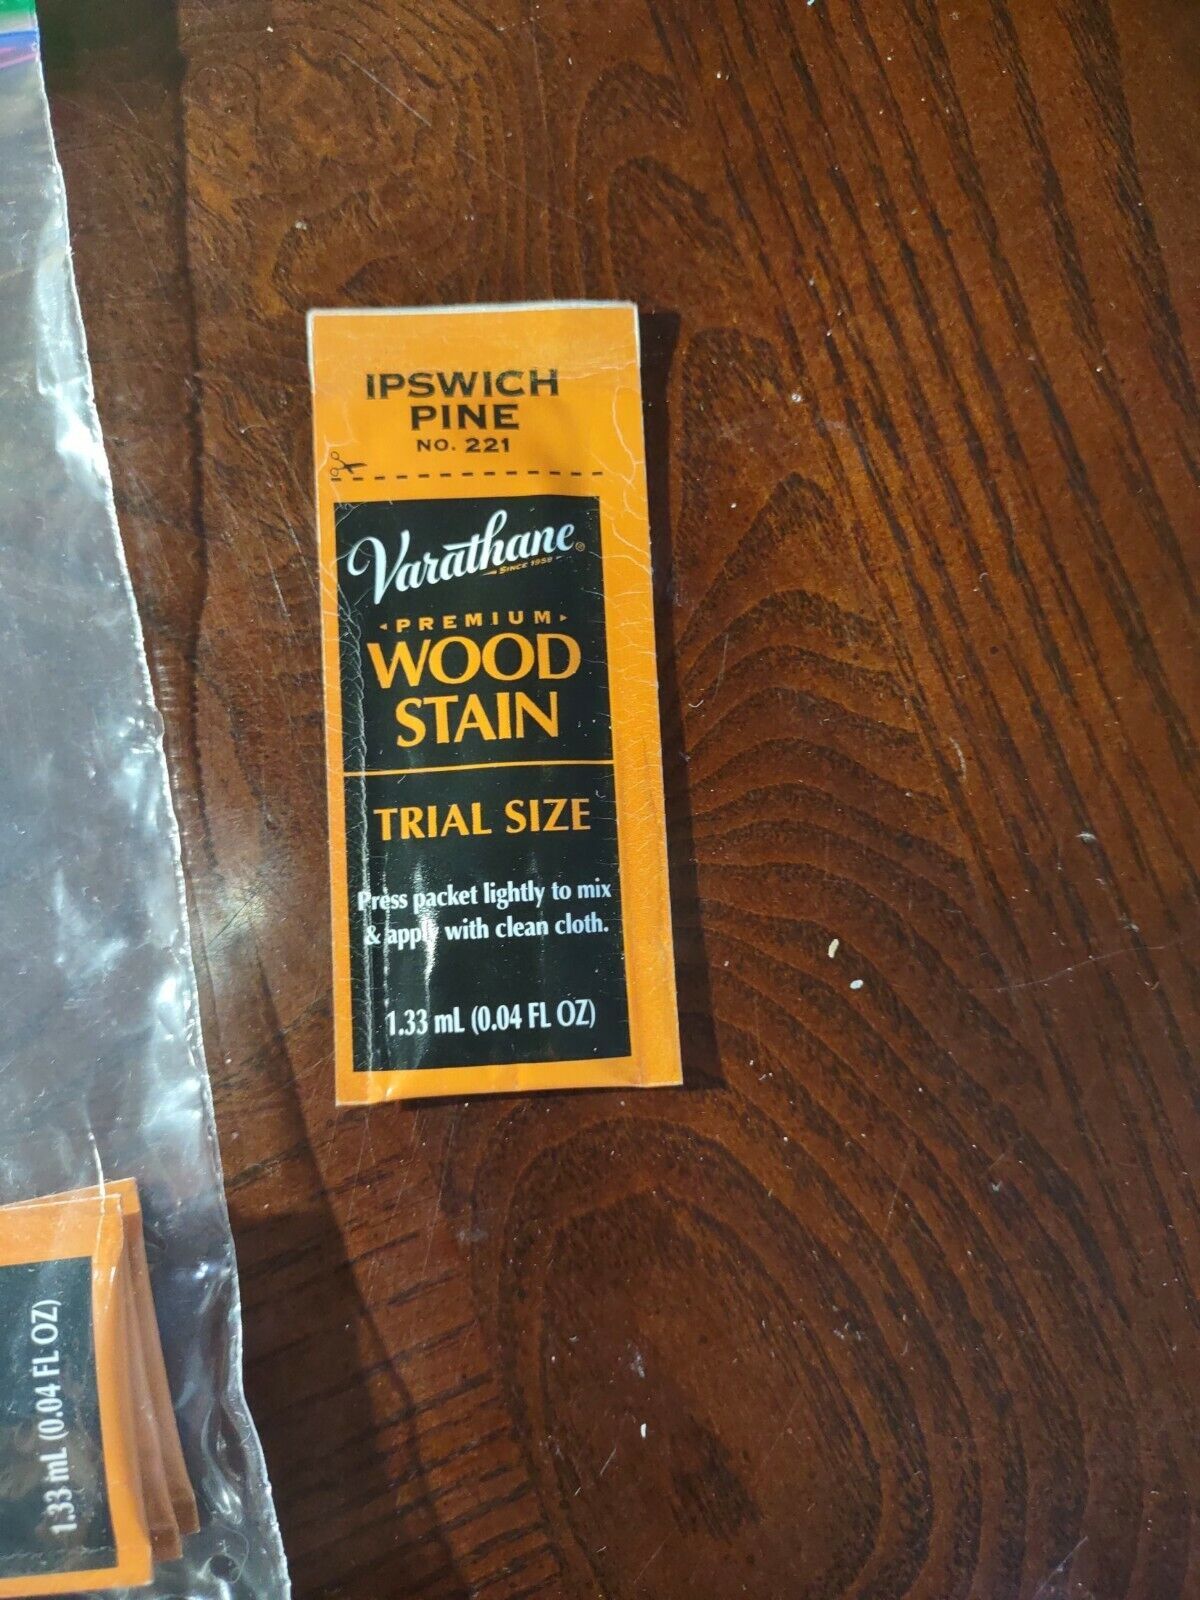 IPSWICH
PINE
NO. 221
Varathane®
SINCE 1958
PREMIUM
WOOD
STAIN
TRIAL SIZE
Press packet lightly to mix
& apply with clean cloth.
1.33 mL (0.04 FL OZ)
1.33 mL (0.04 FL OZ)